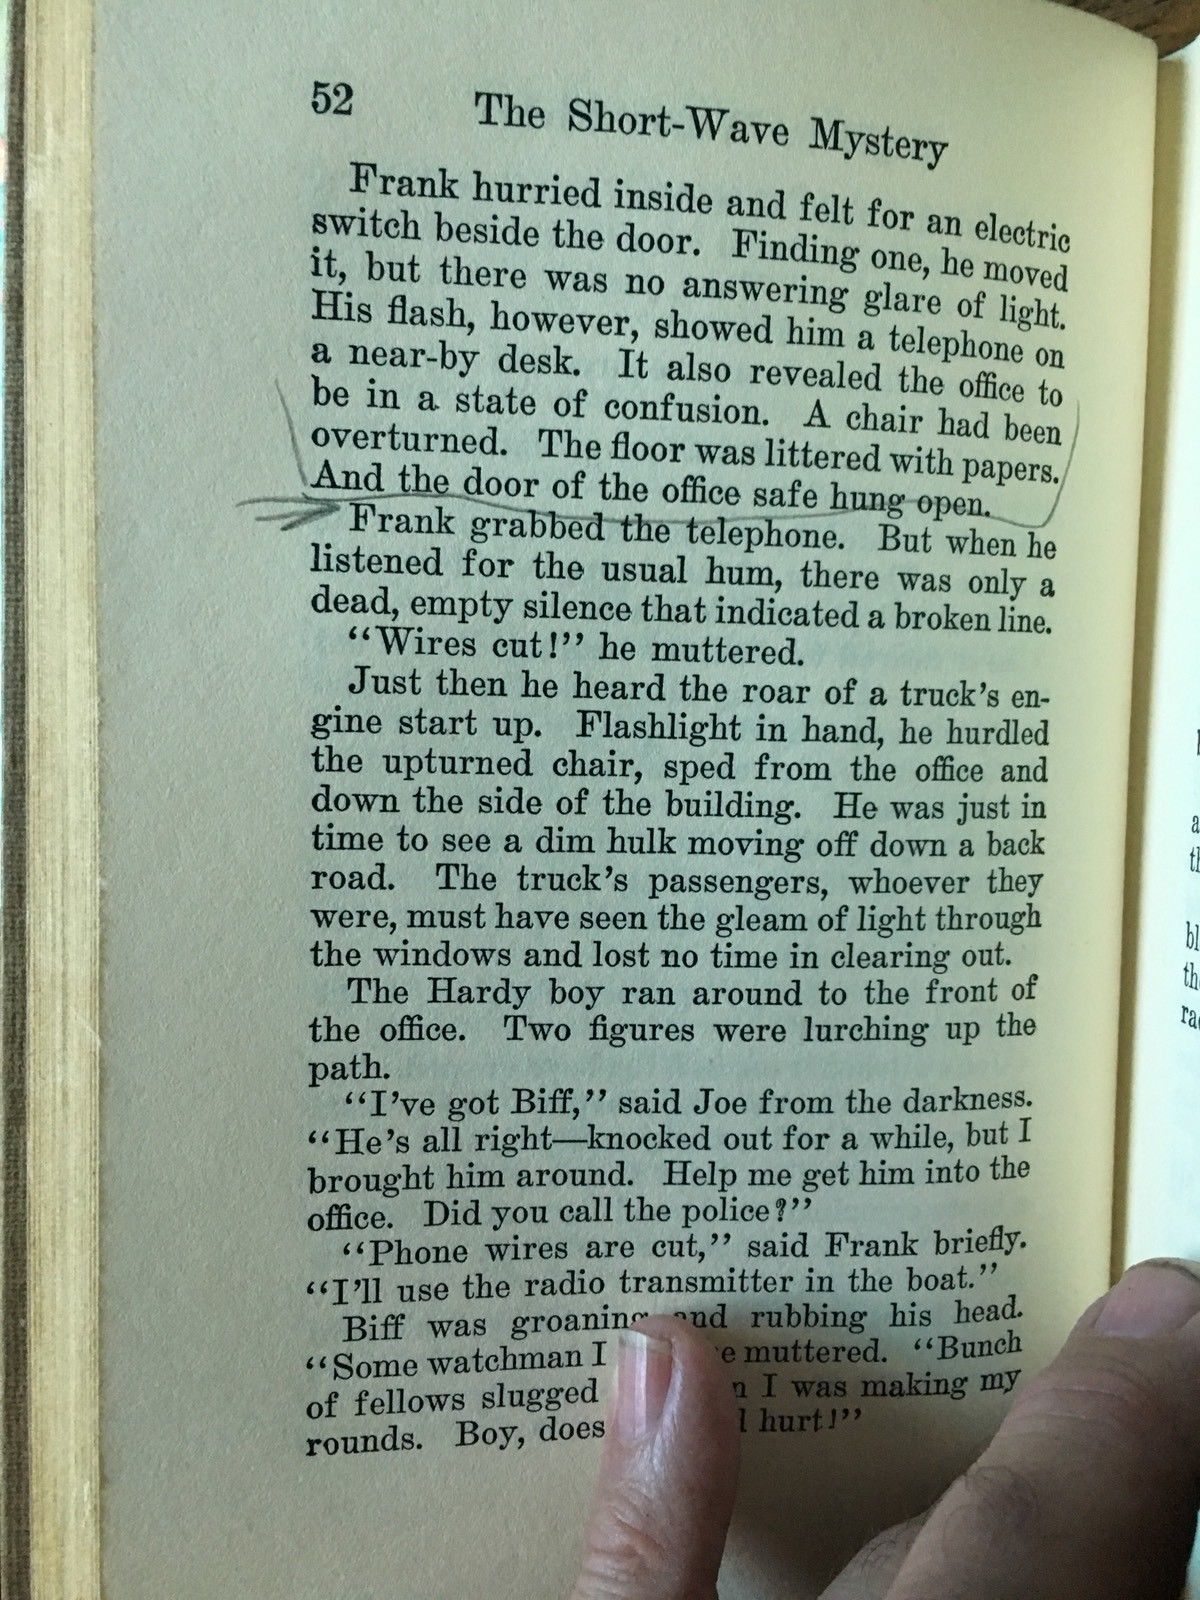 52 The Short-Wave Mystery
Frank hurried inside and felt for an electric
switch beside the door. Finding one, he moved
it, but there was no answering glare of light.
His flash, however, showed him a telephone on
a near-by desk. It also revealed the office to
be in a state of confusion. A chair had been
overturned. The floor was littered with papers.
And the door of the office safe hung open.
Frank grabbed the telephone. But when he
listened for the usual hum, there was only a
dead, empty silence that indicated a broken line.
“Wires cut!” he muttered.
Just then he heard the roar of a truck’s en-
gine start up. Flashlight in hand, he hurdled
the upturned chair, sped from the office and
down the side of the building. He was just in
time to see a dim hulk moving off down a back
road. The truck’s passengers, whoever they
were, must have seen the gleam of light through
the windows and lost no time in clearing out.
The Hardy boy ran around to the front of
the office. Two figures were lurching up the
path.
“I’ve got Biff,” said Joe from the darkness.
“He’s all right—knocked out for a while, but I
brought him around. Help me get him into the
office. Did you call the police?”
“Phone wires are cut,” said Frank briefly.
“I’ll use the radio transmitter in the boat.”
Biff was groaning and rubbing his head.
“Some watchman I muttered. “Bunch
of fellows slugged I was making my
rounds. Boy, does hurt!”